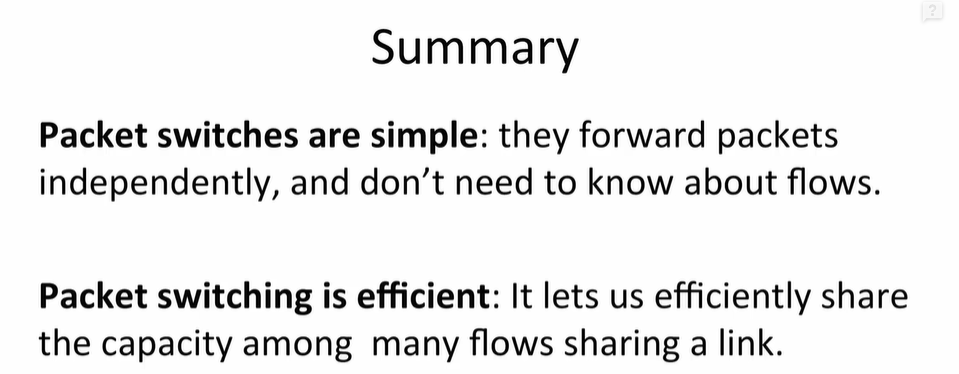 Summary
Packet switches are simple: they forward packets
independently, and don’t need to know about flows.
Packet switching is efficient: It lets us efficiently share
the capacity among  many flows sharing a link.
?